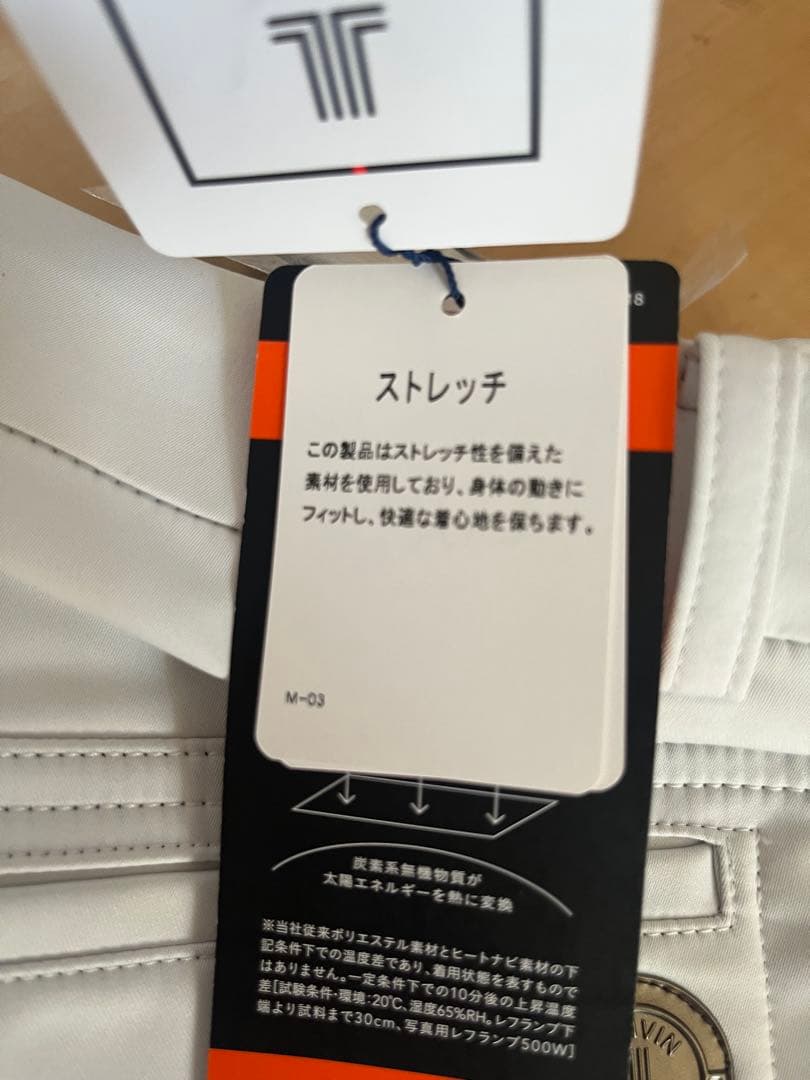 18
ストレッチ
この製品はストレッチ性を備えた
素材を使用しており、身体の動きに
フィットし、快適な着心地を保ちます。
M-03
炭素系無機物質が
太陽エネルギーを熱に変換
※当社従来ポリエステル素材とヒートナビ素材の下
記条件下での温度差であり、着用状態を表すもので
はありません。一定条件下での10分後の上昇温度
差[試験条件・環境:20℃、湿度65%RH。レフランプ下
端より試料まで30cm、写真用レフランプ500W]
AVIN